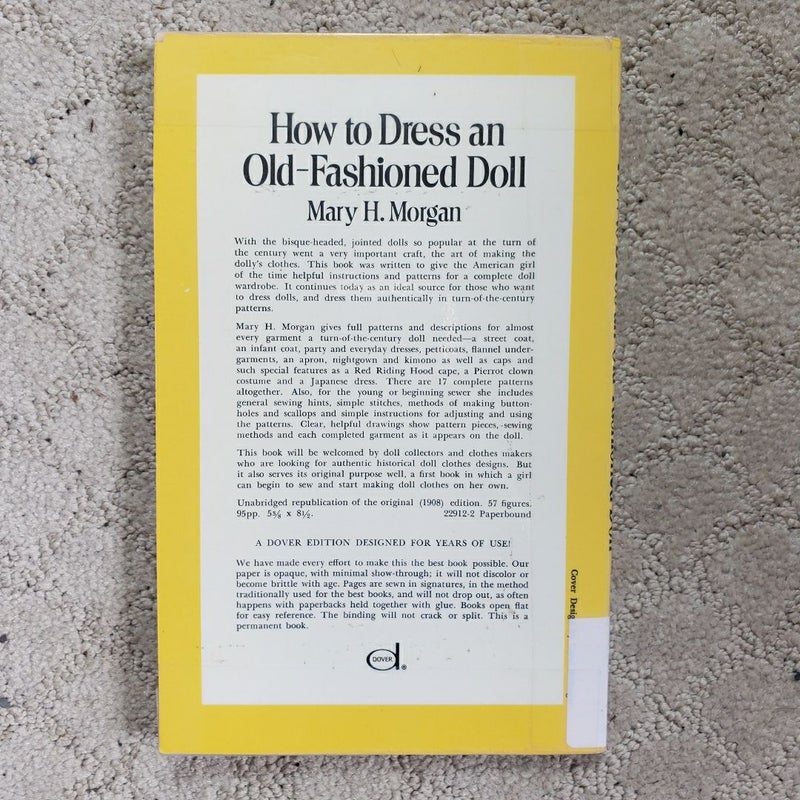 How to Dress an
Old-Fashioned Doll
Mary H. Morgan
With the bisque-headed, jointed dolls so popular at the turn of
the century went a very important craft, the art of making the
dolly's clothes. This book was written to give the American girl
of the time helpful instructions and patterns for a complete doll
wardrobe. It continues today as an ideal source for those who want
to dress dolls, and dress them authentically in turn-of-the-century
patterns.
Mary H. Morgan gives full patterns and descriptions for almost
every garment a turn-of-the-century doll needed—a street coat,
an infant coat, party and everyday dresses, petticoats, flannel under-
garments, an apron, nightgown and kimono as well as caps and
such special features as a Red Riding Hood cape, a Pierrot clown
costume and a Japanese dress. There are 17 complete patterns
altogether. Also, for the young or beginning sewer she includes
general sewing hints, simple stitches, methods of making button-
holes and scallops and simple instructions for adjusting and using
the patterns. Clear, helpful drawings show pattern pieces, sewing
methods and each completed garment as it appears on the doll.
This book will be welcomed by doll collectors and clothes makers
who are looking for authentic historical doll clothes designs. But
it also serves its original purpose well, a first book in which a girl
can begin to sew and start making doll clothes on her own.
Unabridged republication of the original (1908) edition. 57 figures.
95pp. 5⅜ x 8½. 22912-2 Paperbound
A DOVER EDITION DESIGNED FOR YEARS OF USE!
We have made every effort to make this the best book possible. Our
paper is opaque, with minimal show-through; it will not discolor or
become brittle with age. Pages are sewn in signatures, in the method
traditionally used for the best books, and will not drop out, as often
happens with paperbacks held together with glue. Books open flat
for easy reference. The binding will not crack or split. This is a
permanent book.
DOVER
®
Cover Desig